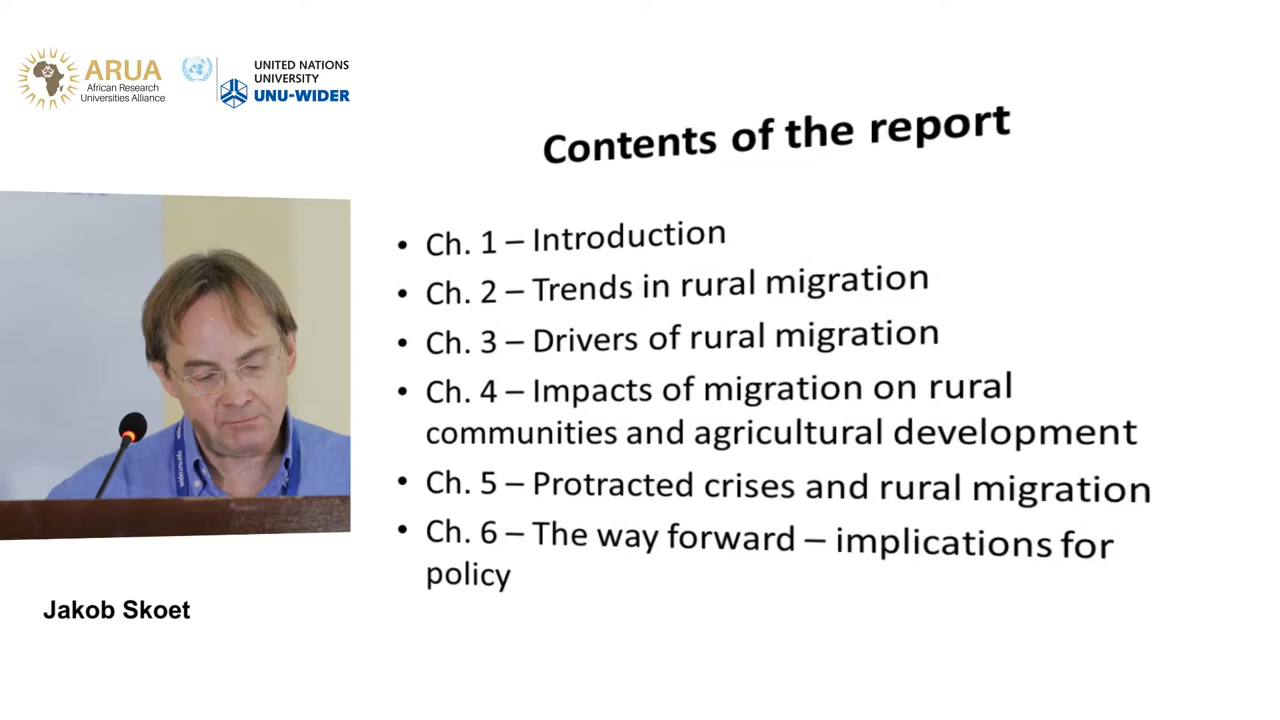 ARUA
African Research
Universities Alliance
UNITED NATIONS
UNIVERSITY
UNU-WIDER
Contents of the report
• Ch. 1 – Introduction
• Ch. 2 – Trends in rural migration
• Ch. 3 – Drivers of rural migration
• Ch. 4 – Impacts of migration on rural
communities and agricultural development
• Ch. 5 – Protracted crises and rural migration
• Ch. 6 – The way forward – implications for
policy
wider.unu.edu
Jakob Skoet